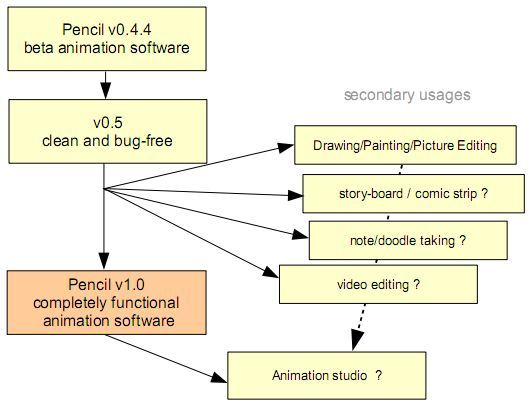 Pencil v0.4.4
beta animation software
v0.5
clean and bug-free
secondary usages
Drawing/Painting/Picture Editing
story-board / comic strip ?
note/doodle taking ?
video editing ?
Pencil v1.0
completely functional
animation software
Animation studio ?